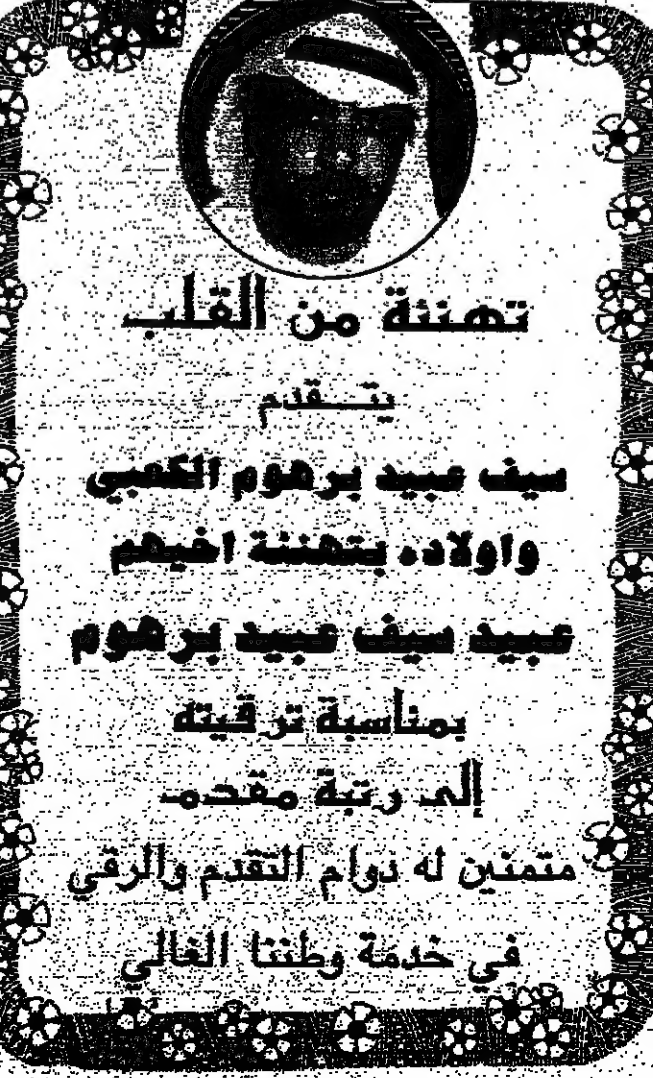 تهنئة من القلب
يتقدم
سيف عبيد برهوم الكعبي
واولاده بتهنئة اخيهم
عبيد سيف عبيد برهوم
بمناسبة ترقيته
إلى رتبة مقدم
متمنين له دوام التقدم والرقي
في خدمة وطننا الغالي